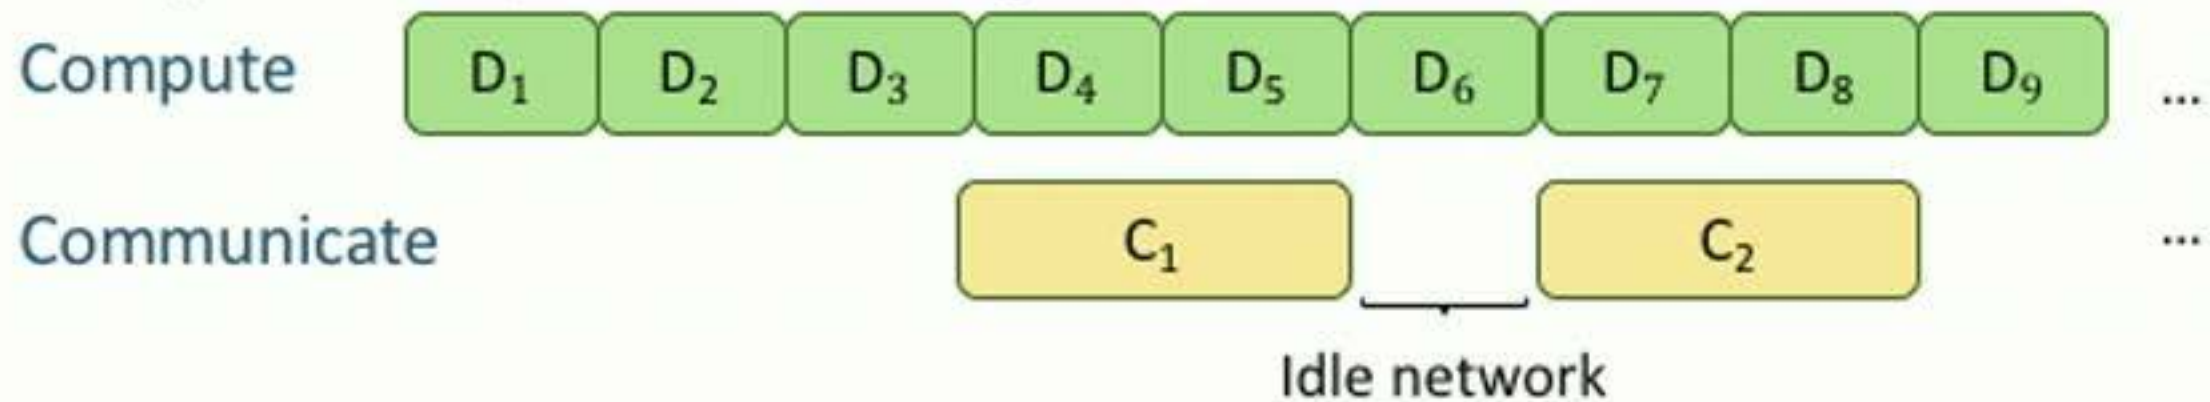 Compute D₁ D₂ D₃ D₄ D₅ D₆ D₇ D₈ D₉ ...
Communicate C₁ C₂ ...
Idle network